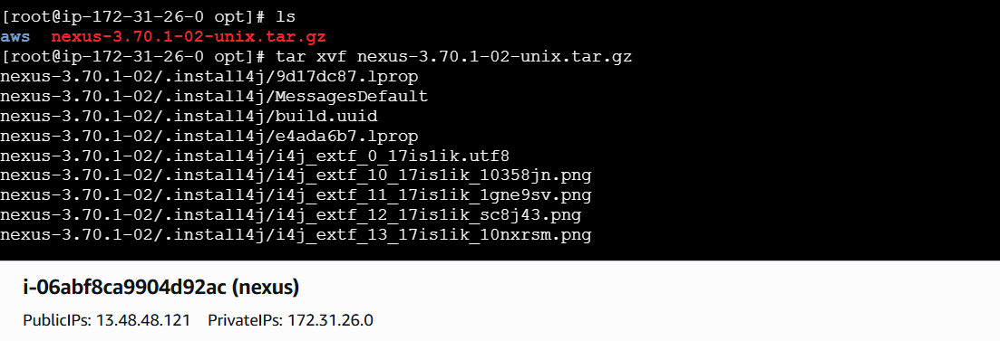 [root@ip-172-31-26-0 opt]# ls
aws  nexus-3.70.1-02-unix.tar.gz
[root@ip-172-31-26-0 opt]# tar xvf nexus-3.70.1-02-unix.tar.gz
nexus-3.70.1-02/.install4j/9d17dc87.lprop
nexus-3.70.1-02/.install4j/MessagesDefault
nexus-3.70.1-02/.install4j/build.uuid
nexus-3.70.1-02/.install4j/e4ada6b7.lprop
nexus-3.70.1-02/.install4j/i4j_extf_0_17is1ik.utf8
nexus-3.70.1-02/.install4j/i4j_extf_10_17is1ik_10358jn.png
nexus-3.70.1-02/.install4j/i4j_extf_11_17is1ik_1gne9sv.png
nexus-3.70.1-02/.install4j/i4j_extf_12_17is1ik_sc8j43.png
nexus-3.70.1-02/.install4j/i4j_extf_13_17is1ik_10nxrsm.png
i-06abf8ca9904d92ac (nexus)
PublicIPs: 13.48.48.121  PrivateIPs: 172.31.26.0